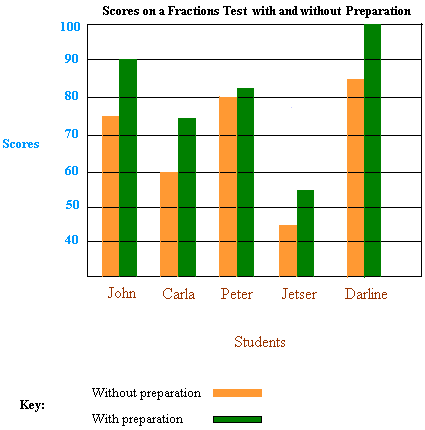 Scores on a Fractions Test with and without Preparation
100
90
80
70
Scores
60
50
40
John Carla Peter Jetser Darline
Students
Without preparation
Key:
With preparation